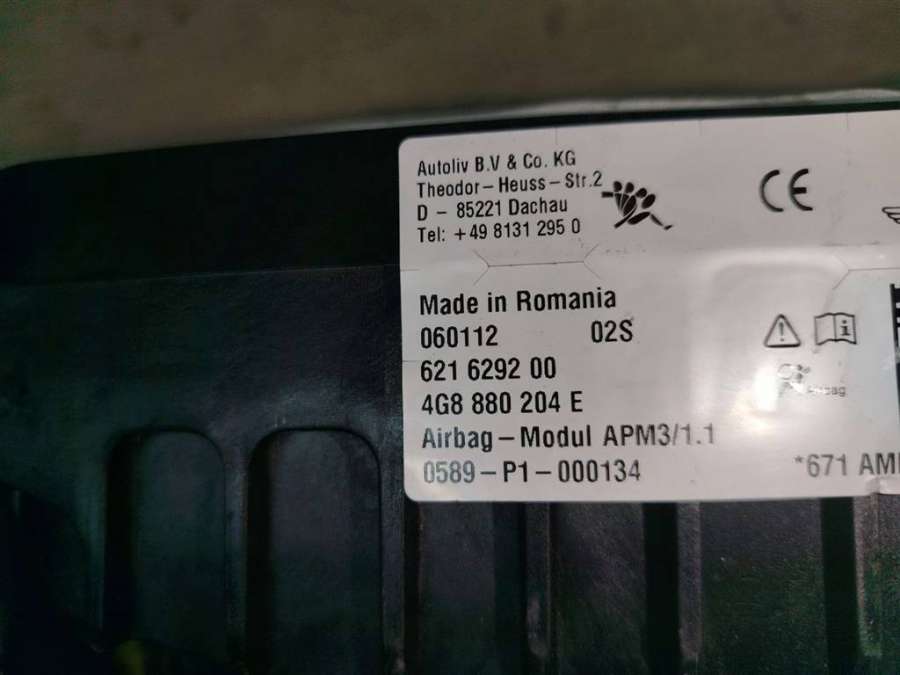 Autoliv B.V & Co. KG
Theodor-Heuss-Str.2
D - 85221 Dachau
Tel: +49 8131 295 0
CE
Made in Romania
060112 02S
621 6292 00
4G8 880 204 E
Airbag-Modul APM3/1.1
0589-P1-000134
*671 AM
Airbag